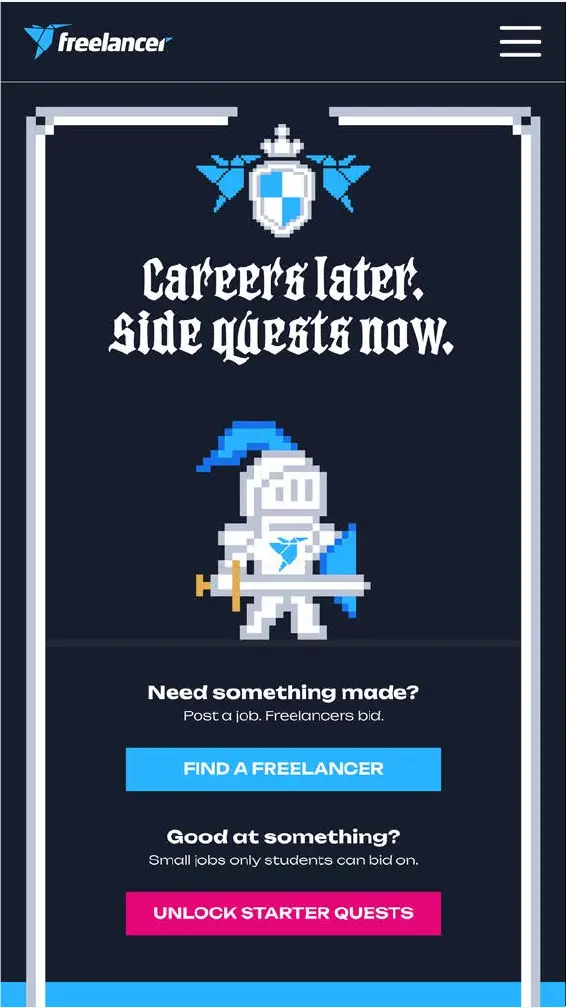 freelancer
Careers later.
Side quests now.
Need something made?
Post a job. Freelancers bid.
FIND A FREELANCER
Good at something?
Small jobs only students can bid on.
UNLOCK STARTER QUESTS